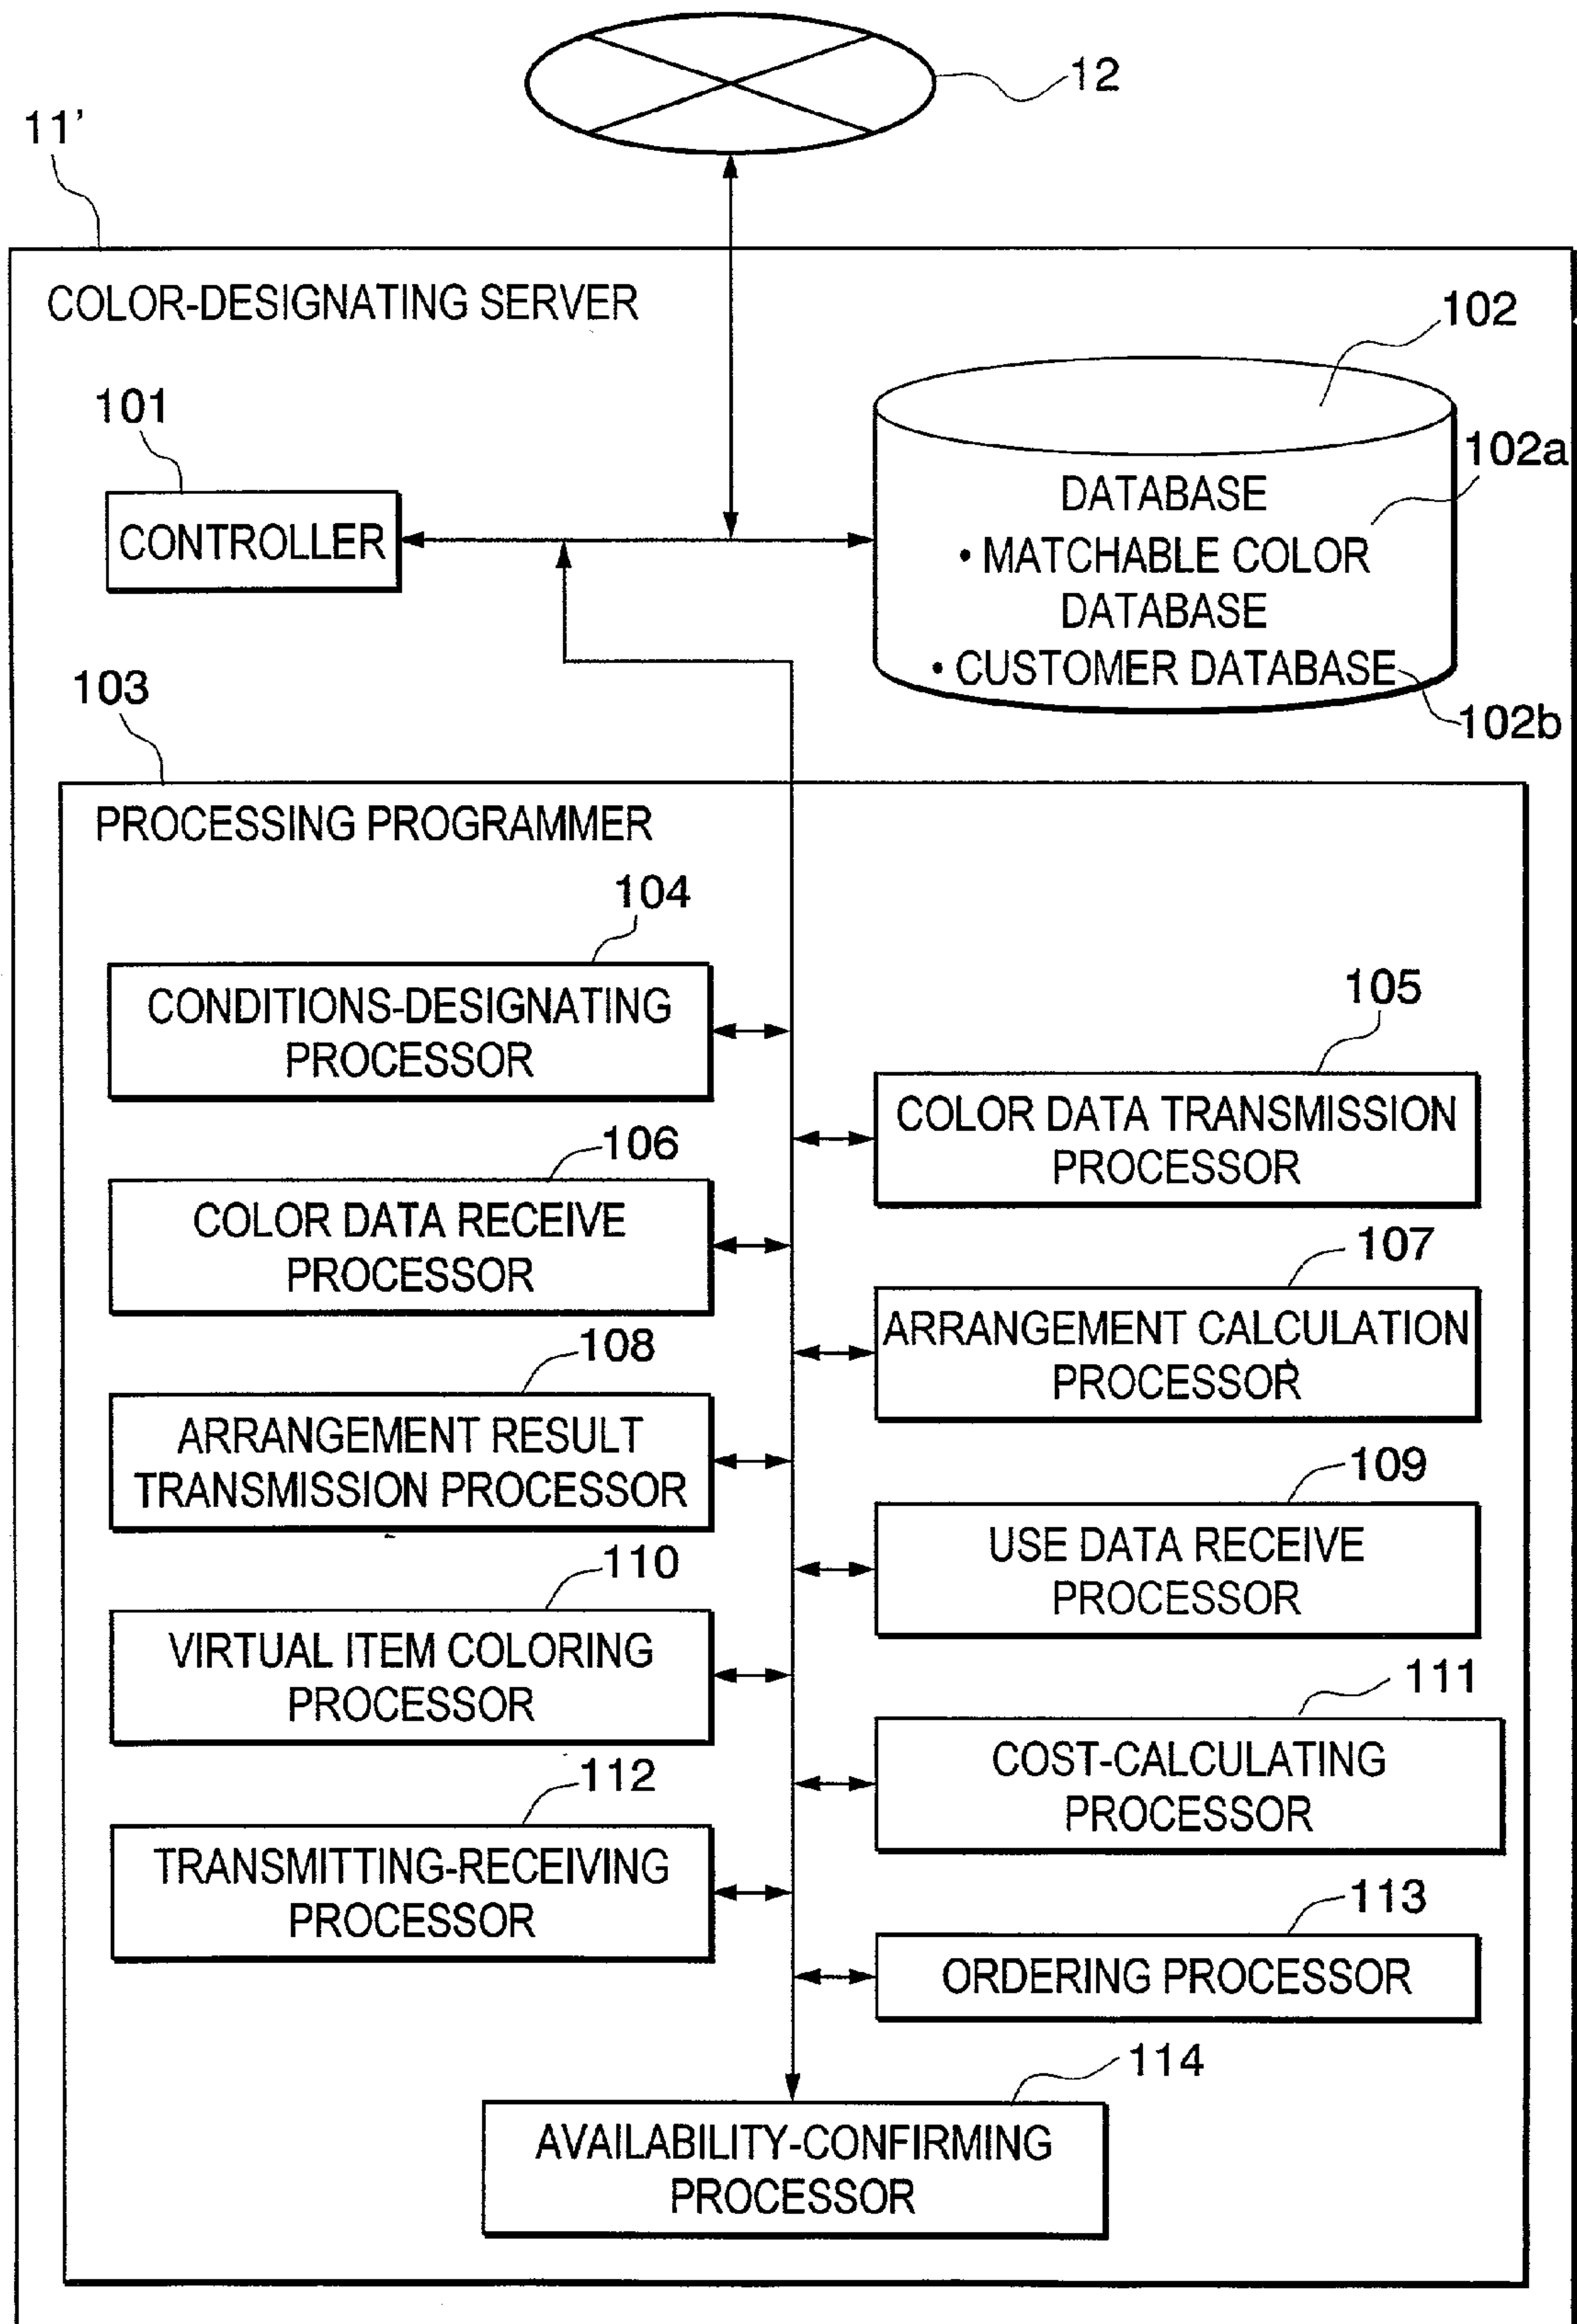 12
11'
COLOR-DESIGNATING SERVER
102
101
102a
CONTROLLER
DATABASE
• MATCHABLE COLOR
DATABASE
• CUSTOMER DATABASE
102b
103
PROCESSING PROGRAMMER
104
CONDITIONS-DESIGNATING
PROCESSOR
105
COLOR DATA TRANSMISSION
PROCESSOR
106
COLOR DATA RECEIVE
PROCESSOR
107
ARRANGEMENT CALCULATION
PROCESSOR
108
ARRANGEMENT RESULT
TRANSMISSION PROCESSOR
109
USE DATA RECEIVE
PROCESSOR
110
VIRTUAL ITEM COLORING
PROCESSOR
111
COST-CALCULATING
PROCESSOR
112
TRANSMITTING-RECEIVING
PROCESSOR
113
ORDERING PROCESSOR
114
AVAILABILITY-CONFIRMING
PROCESSOR